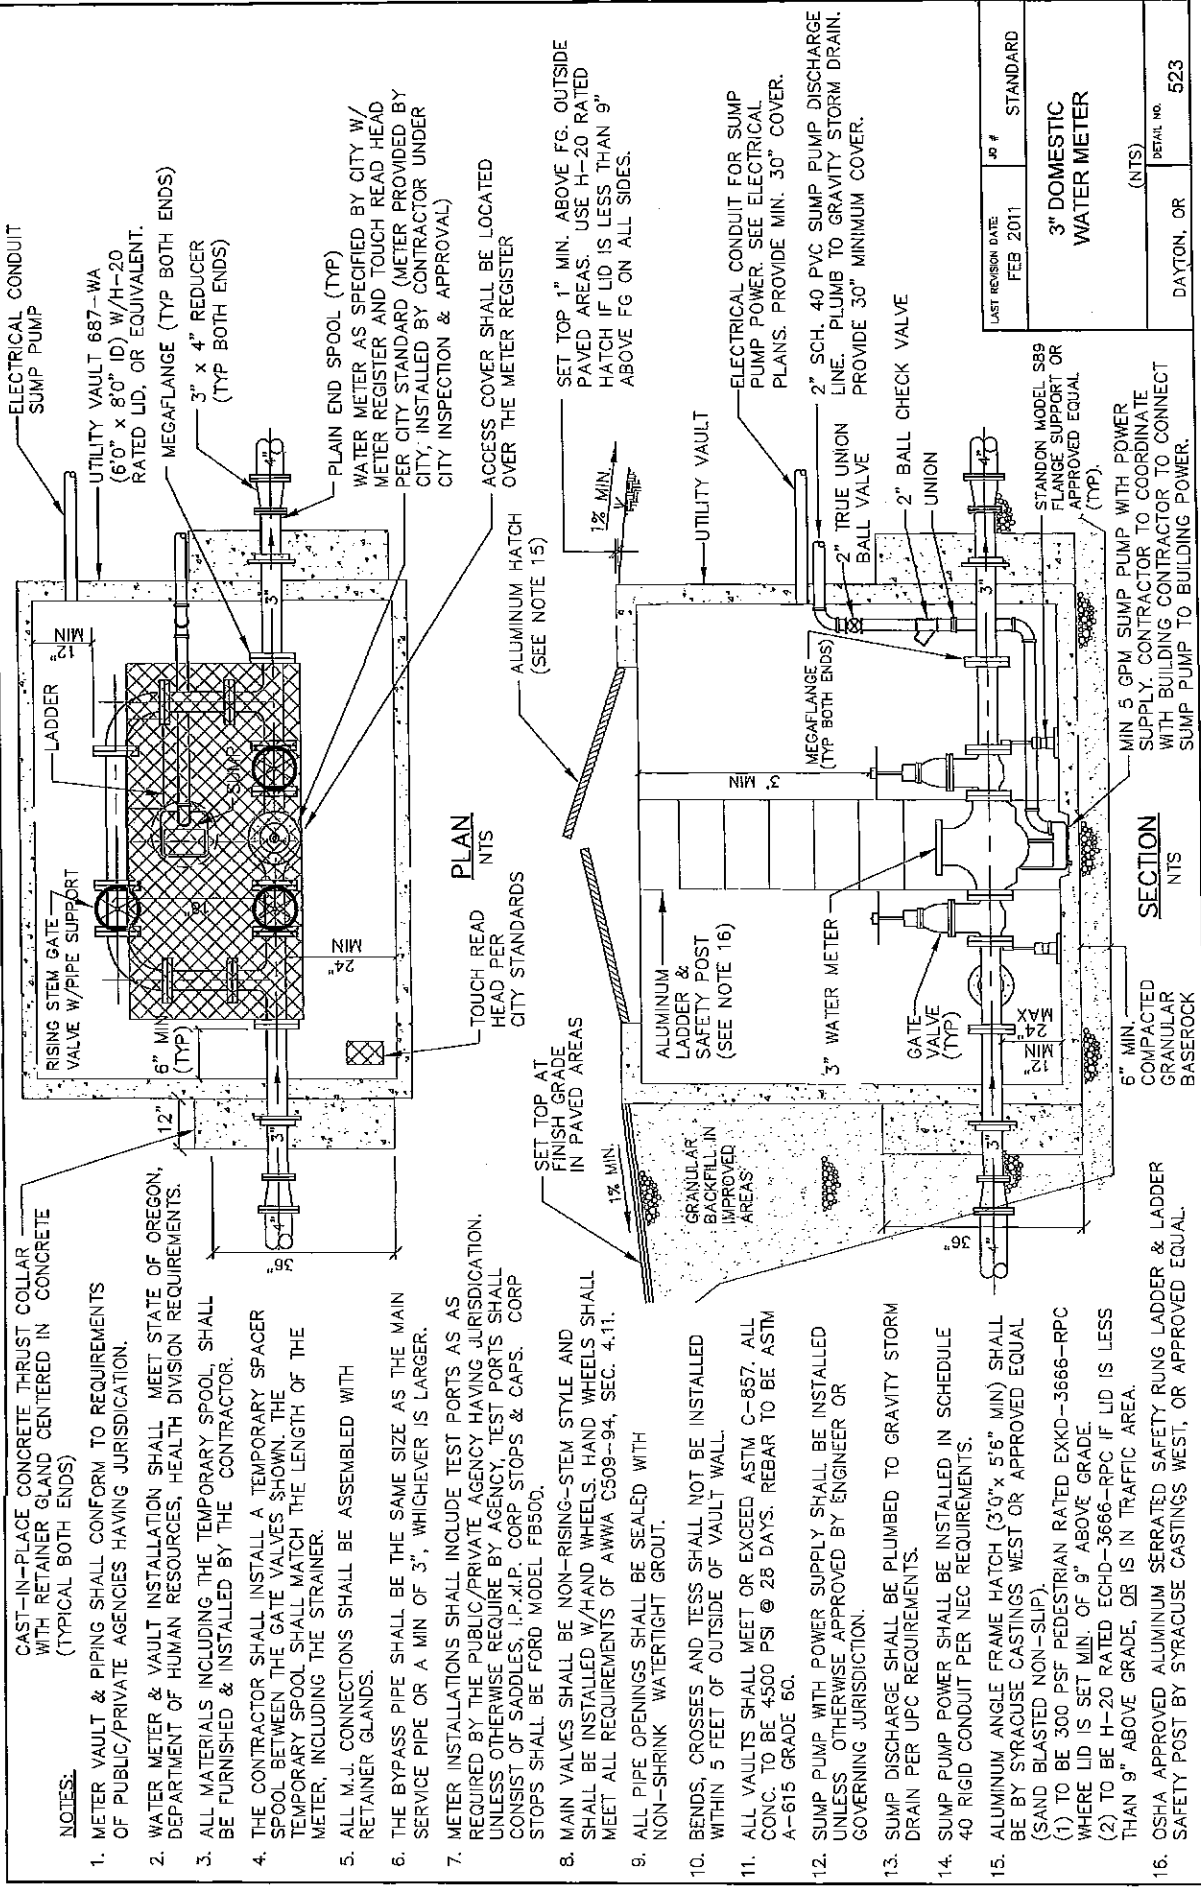 CAST-IN-PLACE CONCRETE THRUST COLLAR
WITH RETAINER GLAND CENTERED IN CONCRETE
(TYPICAL BOTH ENDS)
NOTES:
1. METER VAULT & PIPING SHALL CONFORM TO REQUIREMENTS
OF PUBLIC/PRIVATE AGENCIES HAVING JURISDICATION.
2. WATER METER & VAULT INSTALLATION SHALL MEET STATE OF OREGON,
DEPARTMENT OF HUMAN RESOURCES, HEALTH DIVISION REQUIREMENTS.
3. ALL MATERIALS INCLUDING THE TEMPORARY SPOOL, SHALL
BE FURNISHED & INSTALLED BY THE CONTRACTOR.
4. THE CONTRACTOR SHALL INSTALL A TEMPORARY SPACER
SPOOL BETWEEN THE GATE VALVES SHOWN. THE
TEMPORARY SPOOL SHALL MATCH THE LENGTH OF THE
METER, INCLUDING THE STRAINER.
5. ALL M.J. CONNECTIONS SHALL BE ASSEMBLED WITH
RETAINER GLANDS.
6. THE BYPASS PIPE SHALL BE THE SAME SIZE AS THE MAIN
SERVICE PIPE OR A MIN OF 3", WHICHEVER IS LARGER.
7. METER INSTALLATIONS SHALL INCLUDE TEST PORTS AS AS
REQUIRED BY THE PUBLIC/PRIVATE AGENCY HAVING JURISDICATION.
UNLESS OTHERWISE REQUIRE BY AGENCY, TEST PORTS SHALL
CONSIST OF SADDLES, I.P.xI.P. CORP STOPS & CAPS. CORP
STOPS SHALL BE FORD MODEL FB500.
8. MAIN VALVES SHALL BE NON-RISING-STEM STYLE AND
SHALL BE INSTALLED W/HAND WHEELS. HAND WHEELS SHALL
MEET ALL REQUIREMENTS OF AWWA C509-94, SEC. 4.11.
9. ALL PIPE OPENINGS SHALL BE SEALED WITH
NON-SHRINK WATERTIGHT GROUT.
10. BENDS, CROSSES AND TESS SHALL NOT BE INSTALLED
WITHIN 5 FEET OF OUTSIDE OF VAULT WALL.
11. ALL VAULTS SHALL MEET OR EXCEED ASTM C-857. ALL
CONC. TO BE 4500 PSI @ 28 DAYS. REBAR TO BE ASTM
A-615 GRADE 60.
12. SUMP PUMP WITH POWER SUPPLY SHALL BE INSTALLED
UNLESS OTHERWISE APPROVED BY ENGINEER OR
GOVERNING JURISDICTION.
13. SUMP DISCHARGE SHALL BE PLUMBED TO GRAVITY STORM
DRAIN PER UPC REQUIREMENTS.
14. SUMP POWER SHALL BE INSTALLED IN SCHEDULE
40 RIGID CONDUIT PER NEC REQUIREMENTS.
15. ALUMINUM ANGLE FRAME HATCH (3'0"x 5'6" MIN) SHALL
BE BY SYRACUSE CASTINGS WEST OR APPROVED EQUAL
(SAND BLASTED NON-SLIP).
(1) TO BE 300 PSF PEDESTRIAN RATED EXKD-3666-RPC
WHERE LID IS SET MIN. OF 9" ABOVE GRADE.
(2) TO BE H-20 RATED ECHD-3666-RPC IF LID IS LESS
THAN 9" ABOVE GRADE, OR IS IN TRAFFIC AREA.
16. OSHA APPROVED ALUMINUM SERRATED SAFETY RUNG LADDER & LADDER
SAFETY POST BY SYRACUSE CASTINGS WEST, OR APPROVED EQUAL.
RISING STEM GATE
VALVE W/PIPE SUPPORT
LADDER
12"
MIN
6" MIN
(TYP)
12"
3"
4"
36"
8"
SUMP
24"
MIN
3"
4"
ELECTRICAL CONDUIT
SUMP PUMP
UTILITY VAULT 687-WA
(6'0" x 8'0" ID) W/H-20
RATED LID, OR EQUIVALENT.
MEGAFLANGE (TYP BOTH ENDS)
3" x 4" REDUCER
(TYP BOTH ENDS)
PLAIN END SPOOL (TYP)
WATER METER AS SPECIFIED BY CITY W/
METER REGISTER AND TOUCH READ HEAD
PER CITY STANDARD (METER PROVIDED BY
CITY, INSTALLED BY CONTRACTOR UNDER
CITY INSPECTION & APPROVAL)
ACCESS COVER SHALL BE LOCATED
OVER THE METER REGISTER
TOUCH READ
HEAD PER
CITY STANDARDS
PLAN
NTS
ALUMINUM HATCH
(SEE NOTE 15)
SET TOP 1" MIN. ABOVE FG. OUTSIDE
PAVED AREAS. USE H-20 RATED
HATCH IF LID IS LESS THAN 9"
ABOVE FG ON ALL SIDES.
1% MIN.
SET TOP AT
FINISH GRADE
IN PAVED AREAS
1% MIN.
GRANULAR
BACKFILL IN
IMPROVED
AREAS
UTILITY VAULT
ALUMINUM
LADDER &
SAFETY POST
(SEE NOTE 16)
3' MIN
3" WATER METER
MEGAFLANGE
(TYP BOTH ENDS)
ELECTRICAL CONDUIT FOR SUMP
PUMP POWER. SEE ELECTRICAL
PLANS. PROVIDE MIN. 30" COVER.
2" SCH. 40 PVC SUMP PUMP DISCHARGE
LINE. PLUMB TO GRAVITY STORM DRAIN.
PROVIDE 30" MINIMUM COVER.
2" TRUE UNION
BALL VALVE
2" BALL CHECK VALVE
UNION
GATE
VALVE
(TYP)
36"
4"
3"
12"
MIN
24"
MAX
3"
4"
STANDON MODEL S89
FLANGE SUPPORT OR
APPROVED EQUAL
(TYP).
6" MIN.
COMPACTED
GRANULAR
BASEROCK
SECTION
NTS
MIN 5 GPM SUMP PUMP WITH POWER
SUPPLY. CONTRACTOR TO COORDINATE
WITH BUILDING CONTRACTOR TO CONNECT
SUMP PUMP TO BUILDING POWER.
LAST REVISION DATE:
FEB 2011
JO #
STANDARD
3" DOMESTIC
WATER METER
(NTS)
DAYTON, OR
DETAIL NO.
523